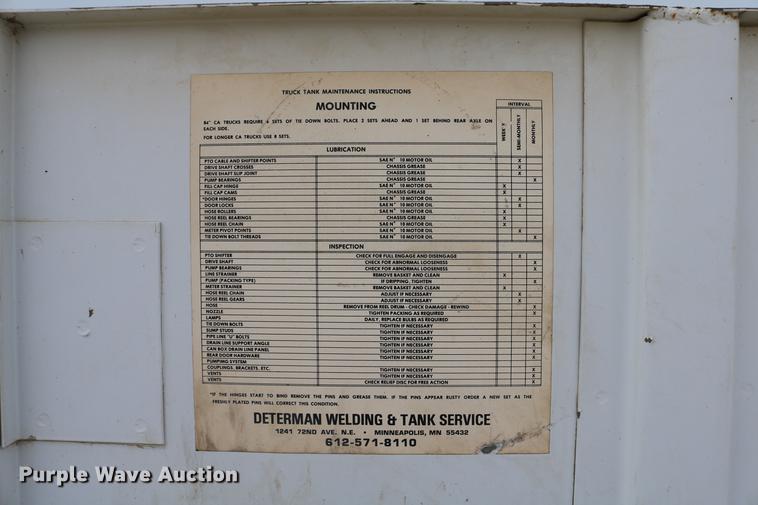 TRUCK TANK MAINTENANCE INSTRUCTIONS
MOUNTING
INTERVAL
84" CA TRUCKS REQUIRE 6 SETS OF TIE DOWN BOLTS. PLACE 2 SETS AHEAD AND 1 SET BEHIND REAR AXLE ON
EACH SIDE.
FOR LONGER CA TRUCKS USE 8 SETS.
WEEKLY
SEMI-MONTHLY
MONTHLY
LUBRICATION
PTO CABLE AND SHIFTER POINTS SAE N° 10 MOTOR OIL X
DRIVE SHAFT CROSSES CHASSIS GREASE X
DRIVE SHAFT SLIP JOINT CHASSIS GREASE X
PUMP BEARINGS CHASSIS GREASE X
FILL CAP HINGE SAE N° 10 MOTOR OIL X
FILL CAP CAMS CHASSIS GREASE X
*DOOR HINGES SAE N° 10 MOTOR OIL X
DOOR LOCKS SAE N° 10 MOTOR OIL X
HOSE ROLLERS SAE N° 10 MOTOR OIL X
HOSE REEL BEARINGS CHASSIS GREASE X
HOSE REEL CHAIN SAE N° 10 MOTOR OIL X
METER PIVOT POINTS SAE N° 10 MOTOR OIL X
TIE DOWN BOLT THREADS SAE N° 10 MOTOR OIL X
INSPECTION
PTO SHIFTER CHECK FOR FULL ENGAGE AND DISENGAGE X
DRIVE SHAFT CHECK FOR ABNORMAL LOOSENESS X
PUMP BEARINGS CHECK FOR ABNORMAL LOOSENESS X
LINE STRAINER REMOVE BASKET AND CLEAN X
PUMP (PACKING TYPE) IF DRIPPING, TIGHTEN X
METER STRAINER REMOVE BASKET AND CLEAN X
HOSE REEL CHAIN ADJUST IF NECESSARY X
HOSE REEL GEARS ADJUST IF NECESSARY X
HOSE REMOVE FROM REEL DRUM - CHECK DAMAGE - REWIND X
NOZZLE TIGHTEN PACKING AS REQUIRED X
LAMPS DAILY, REPLACE BULBS AS REQUIRED
TIE DOWN BOLTS TIGHTEN IF NECESSARY X
SUMP STUDS TIGHTEN IF NECESSARY X
PIPE LINE "U" BOLTS TIGHTEN IF NECESSARY X
DRAIN LINE SUPPORT ANGLE TIGHTEN IF NECESSARY X
CAN BOX DRAIN LINE PANEL TIGHTEN IF NECESSARY X
REAR DOOR HARDWARE TIGHTEN IF NECESSARY X
PUMPING SYSTEM
COUPLINGS, BRACKETS, ETC. TIGHTEN IF NECESSARY X
VENTS TIGHTEN IF NECESSARY X
VENTS CHECK RELIEF DISC FOR FREE ACTION X
*IF THE HINGES START TO BIND REMOVE THE PINS AND GREASE THEM. IF THE PINS APPEAR RUSTY ORDER A NEW SET AS THE
FRESHLY PLATED PINS WILL CORRECT THIS CONDITION.
DETERMAN WELDING & TANK SERVICE
1241 72ND AVE. N.E. • MINNEAPOLIS, MN 55432
612-571-8110
Purple Wave Auction